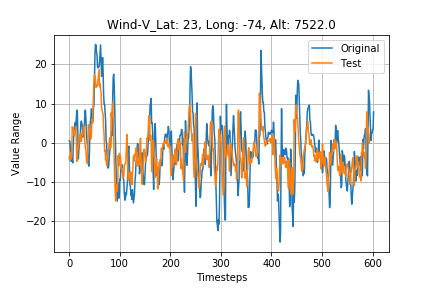 Wind-V_Lat: 23, Long: -74, Alt: 7522.0
Original
Test
Value Range
20
10
0
−10
−20
0 100 200 300 400 500 600
Timesteps